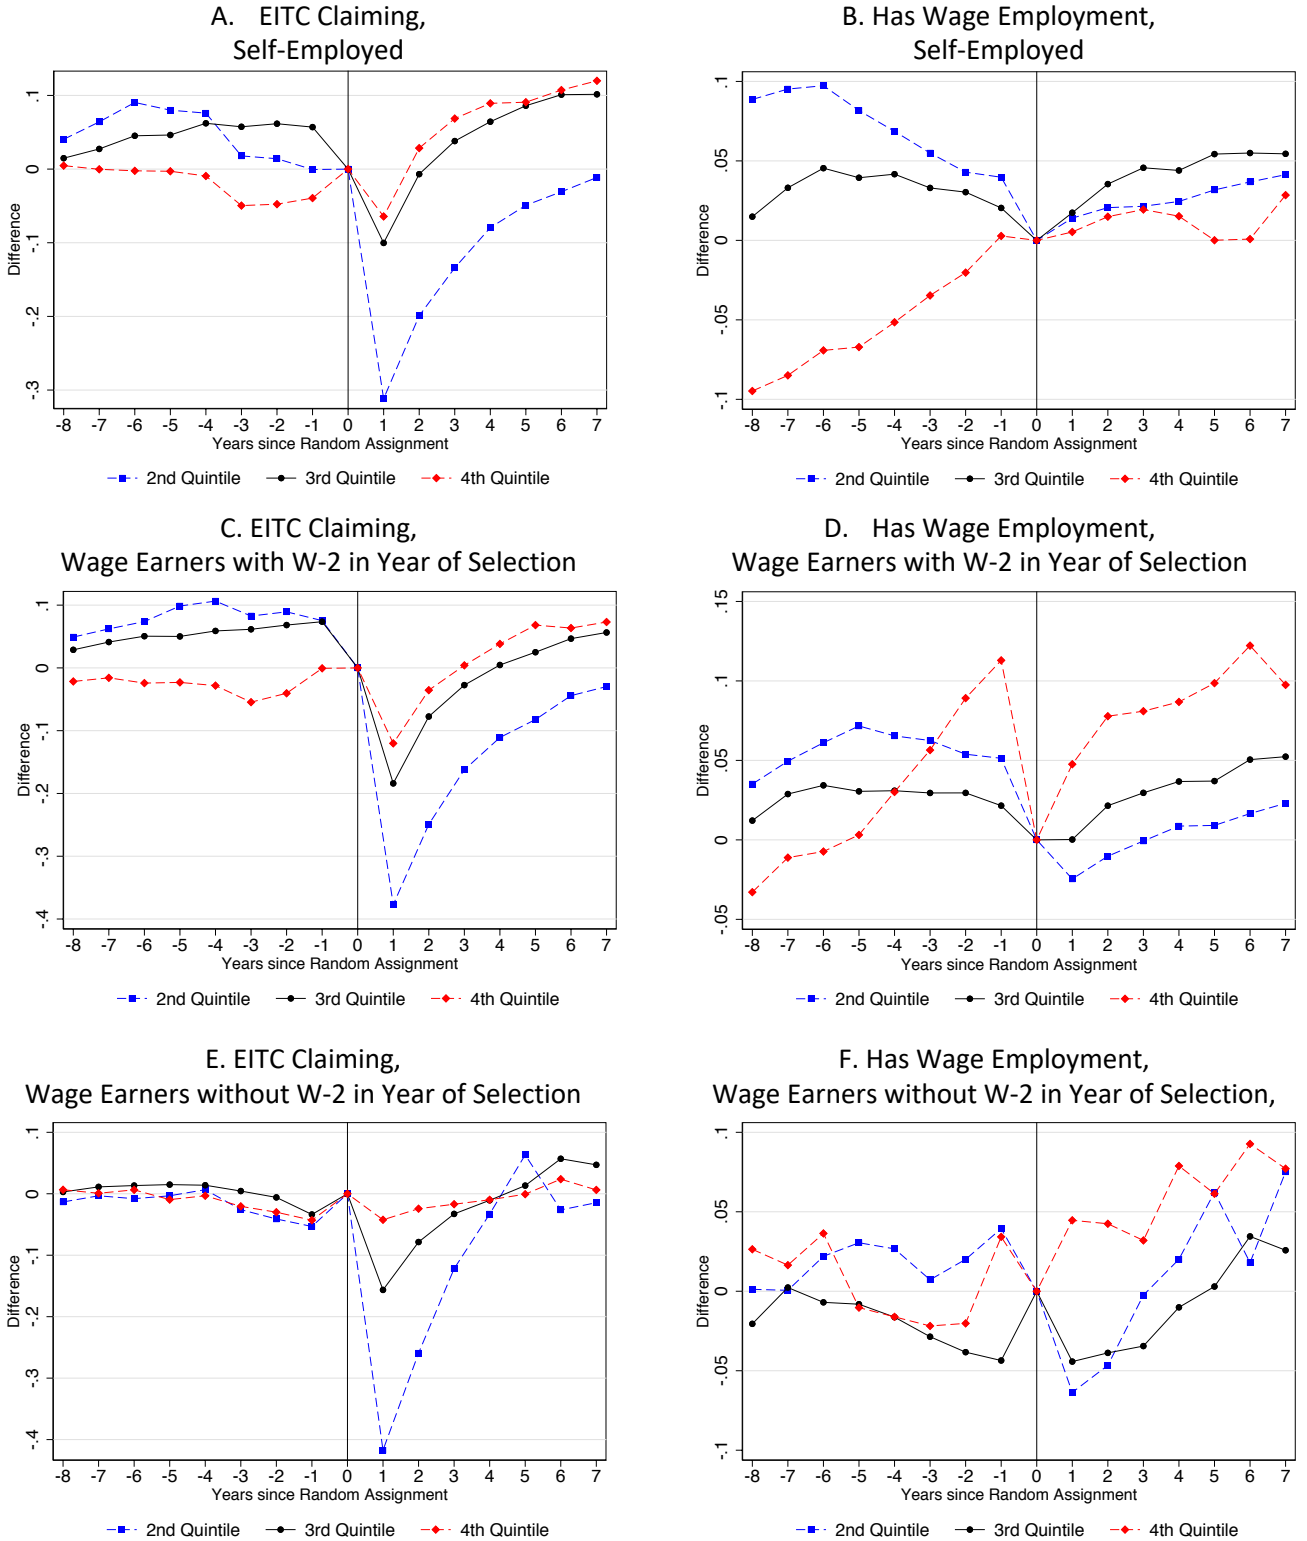 A. EITC Claiming,
Self-Employed
.1
0
-.1
-.2
-.3
Difference
-8 -7 -6 -5 -4 -3 -2 -1 0 1 2 3 4 5 6 7
Years since Random Assignment
2nd Quintile 3rd Quintile 4th Quintile
B. Has Wage Employment,
Self-Employed
.1
.05
0
-.05
-.1
Difference
-8 -7 -6 -5 -4 -3 -2 -1 0 1 2 3 4 5 6 7
Years since Random Assignment
2nd Quintile 3rd Quintile 4th Quintile
C. EITC Claiming,
Wage Earners with W-2 in Year of Selection
.1
0
-.1
-.2
-.3
-.4
Difference
-8 -7 -6 -5 -4 -3 -2 -1 0 1 2 3 4 5 6 7
Years since Random Assignment
2nd Quintile 3rd Quintile 4th Quintile
D. Has Wage Employment,
Wage Earners with W-2 in Year of Selection
.15
.1
.05
0
-.05
Difference
-8 -7 -6 -5 -4 -3 -2 -1 0 1 2 3 4 5 6 7
Years since Random Assignment
2nd Quintile 3rd Quintile 4th Quintile
E. EITC Claiming,
Wage Earners without W-2 in Year of Selection
.1
0
-.1
-.2
-.3
-.4
Difference
-8 -7 -6 -5 -4 -3 -2 -1 0 1 2 3 4 5 6 7
Years since Random Assignment
2nd Quintile 3rd Quintile 4th Quintile
F. Has Wage Employment,
Wage Earners without W-2 in Year of Selection,
.1
.05
0
-.05
-.1
Difference
-8 -7 -6 -5 -4 -3 -2 -1 0 1 2 3 4 5 6 7
Years since Random Assignment
2nd Quintile 3rd Quintile 4th Quintile